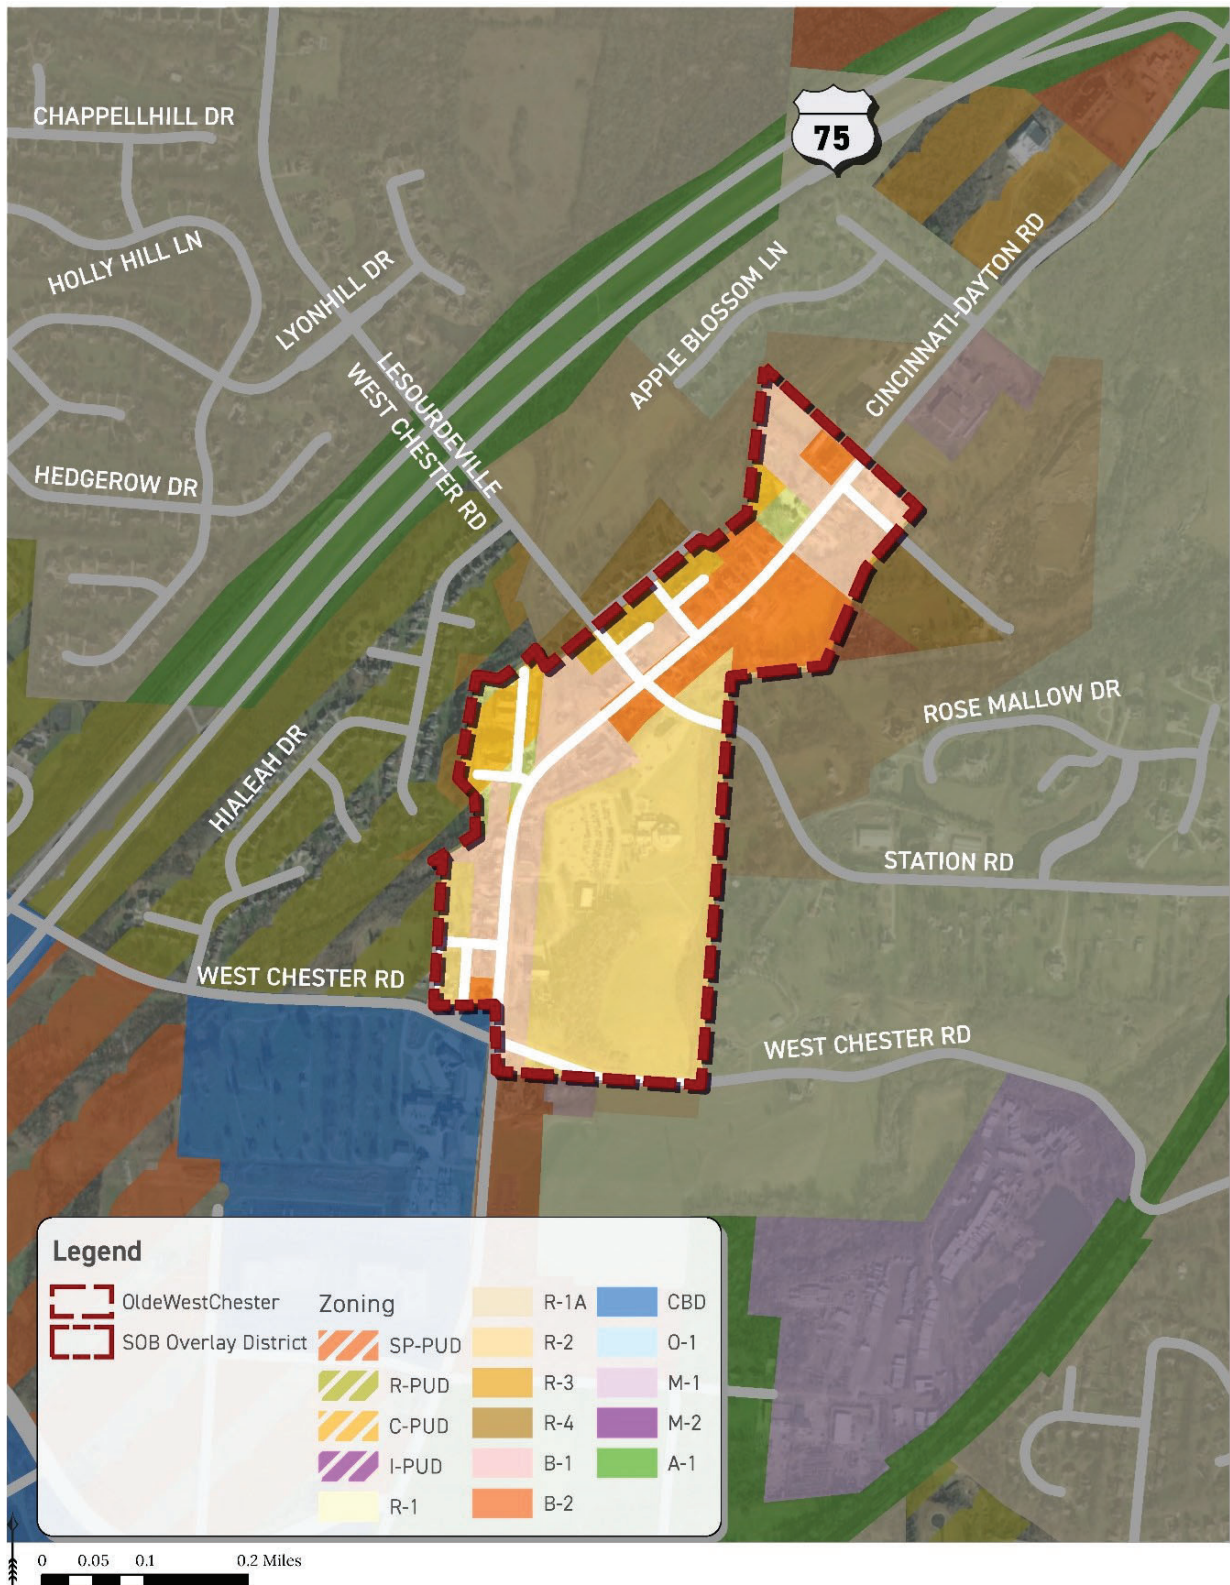 CHAPPELLHILL DR
75
HOLLY HILL LN
LYONHILL DR
APPLE BLOSSOM LN
CINCINNATI-DAYTON RD
LESOURDEVILLE
WEST CHESTER RD
HEDGEROW DR
ROSE MALLOW DR
HIALEAH DR
STATION RD
WEST CHESTER RD
WEST CHESTER RD
Legend
OldeWestChester
SOB Overlay District
Zoning
SP-PUD
R-PUD
C-PUD
I-PUD
R-1
R-1A
R-2
R-3
R-4
B-1
B-2
CBD
O-1
M-1
M-2
A-1
0 0.05 0.1 0.2 Miles